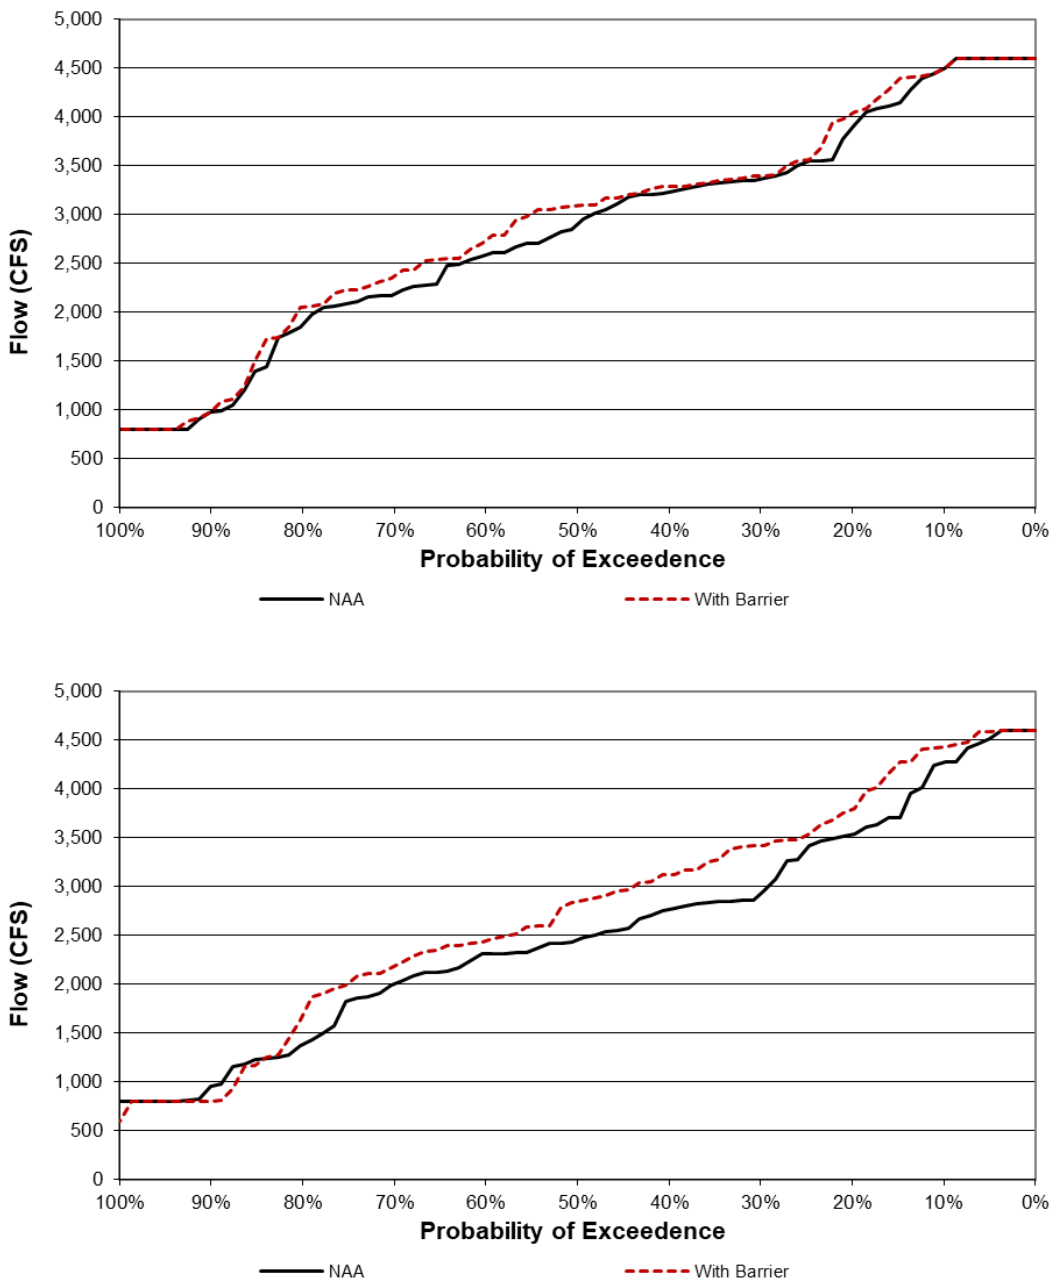 5,000
4,500
4,000
3,500
3,000
2,500
2,000
1,500
1,000
500
0
Flow (CFS)
100% 90% 80% 70% 60% 50% 40% 30% 20% 10% 0%
Probability of Exceedence
NAA With Barrier
5,000
4,500
4,000
3,500
3,000
2,500
2,000
1,500
1,000
500
0
Flow (CFS)
100% 90% 80% 70% 60% 50% 40% 30% 20% 10% 0%
Probability of Exceedence
NAA With Barrier